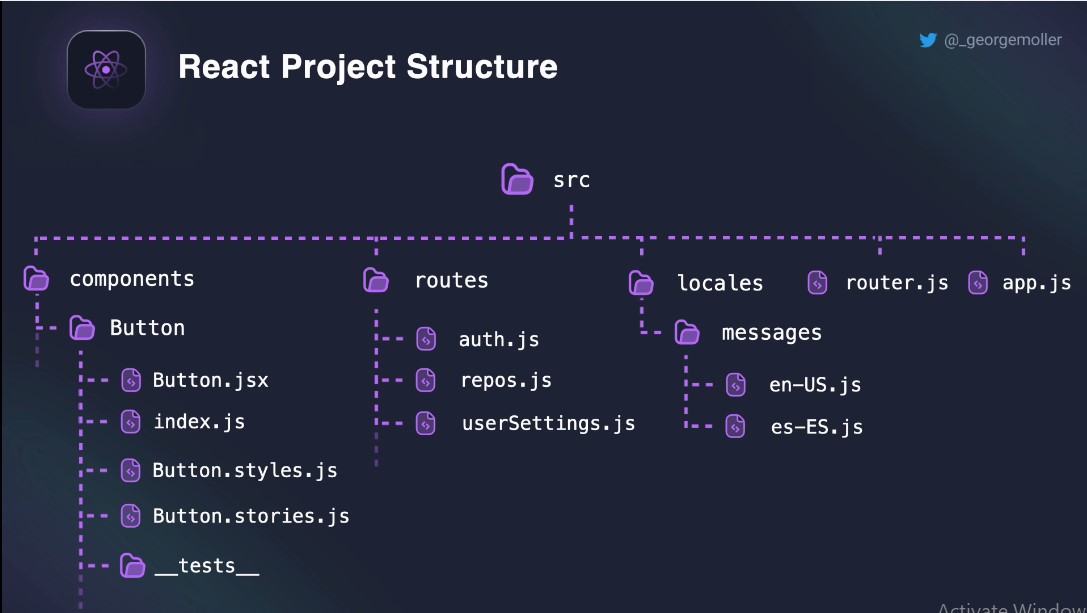 React Project Structure
@_georgemoller
src
components
routes
locales
router.js
app.js
Button
auth.js
messages
Button.jsx
repos.js
en-US.js
index.js
userSettings.js
es-ES.js
Button.styles.js
Button.stories.js
__tests__
Activate Window